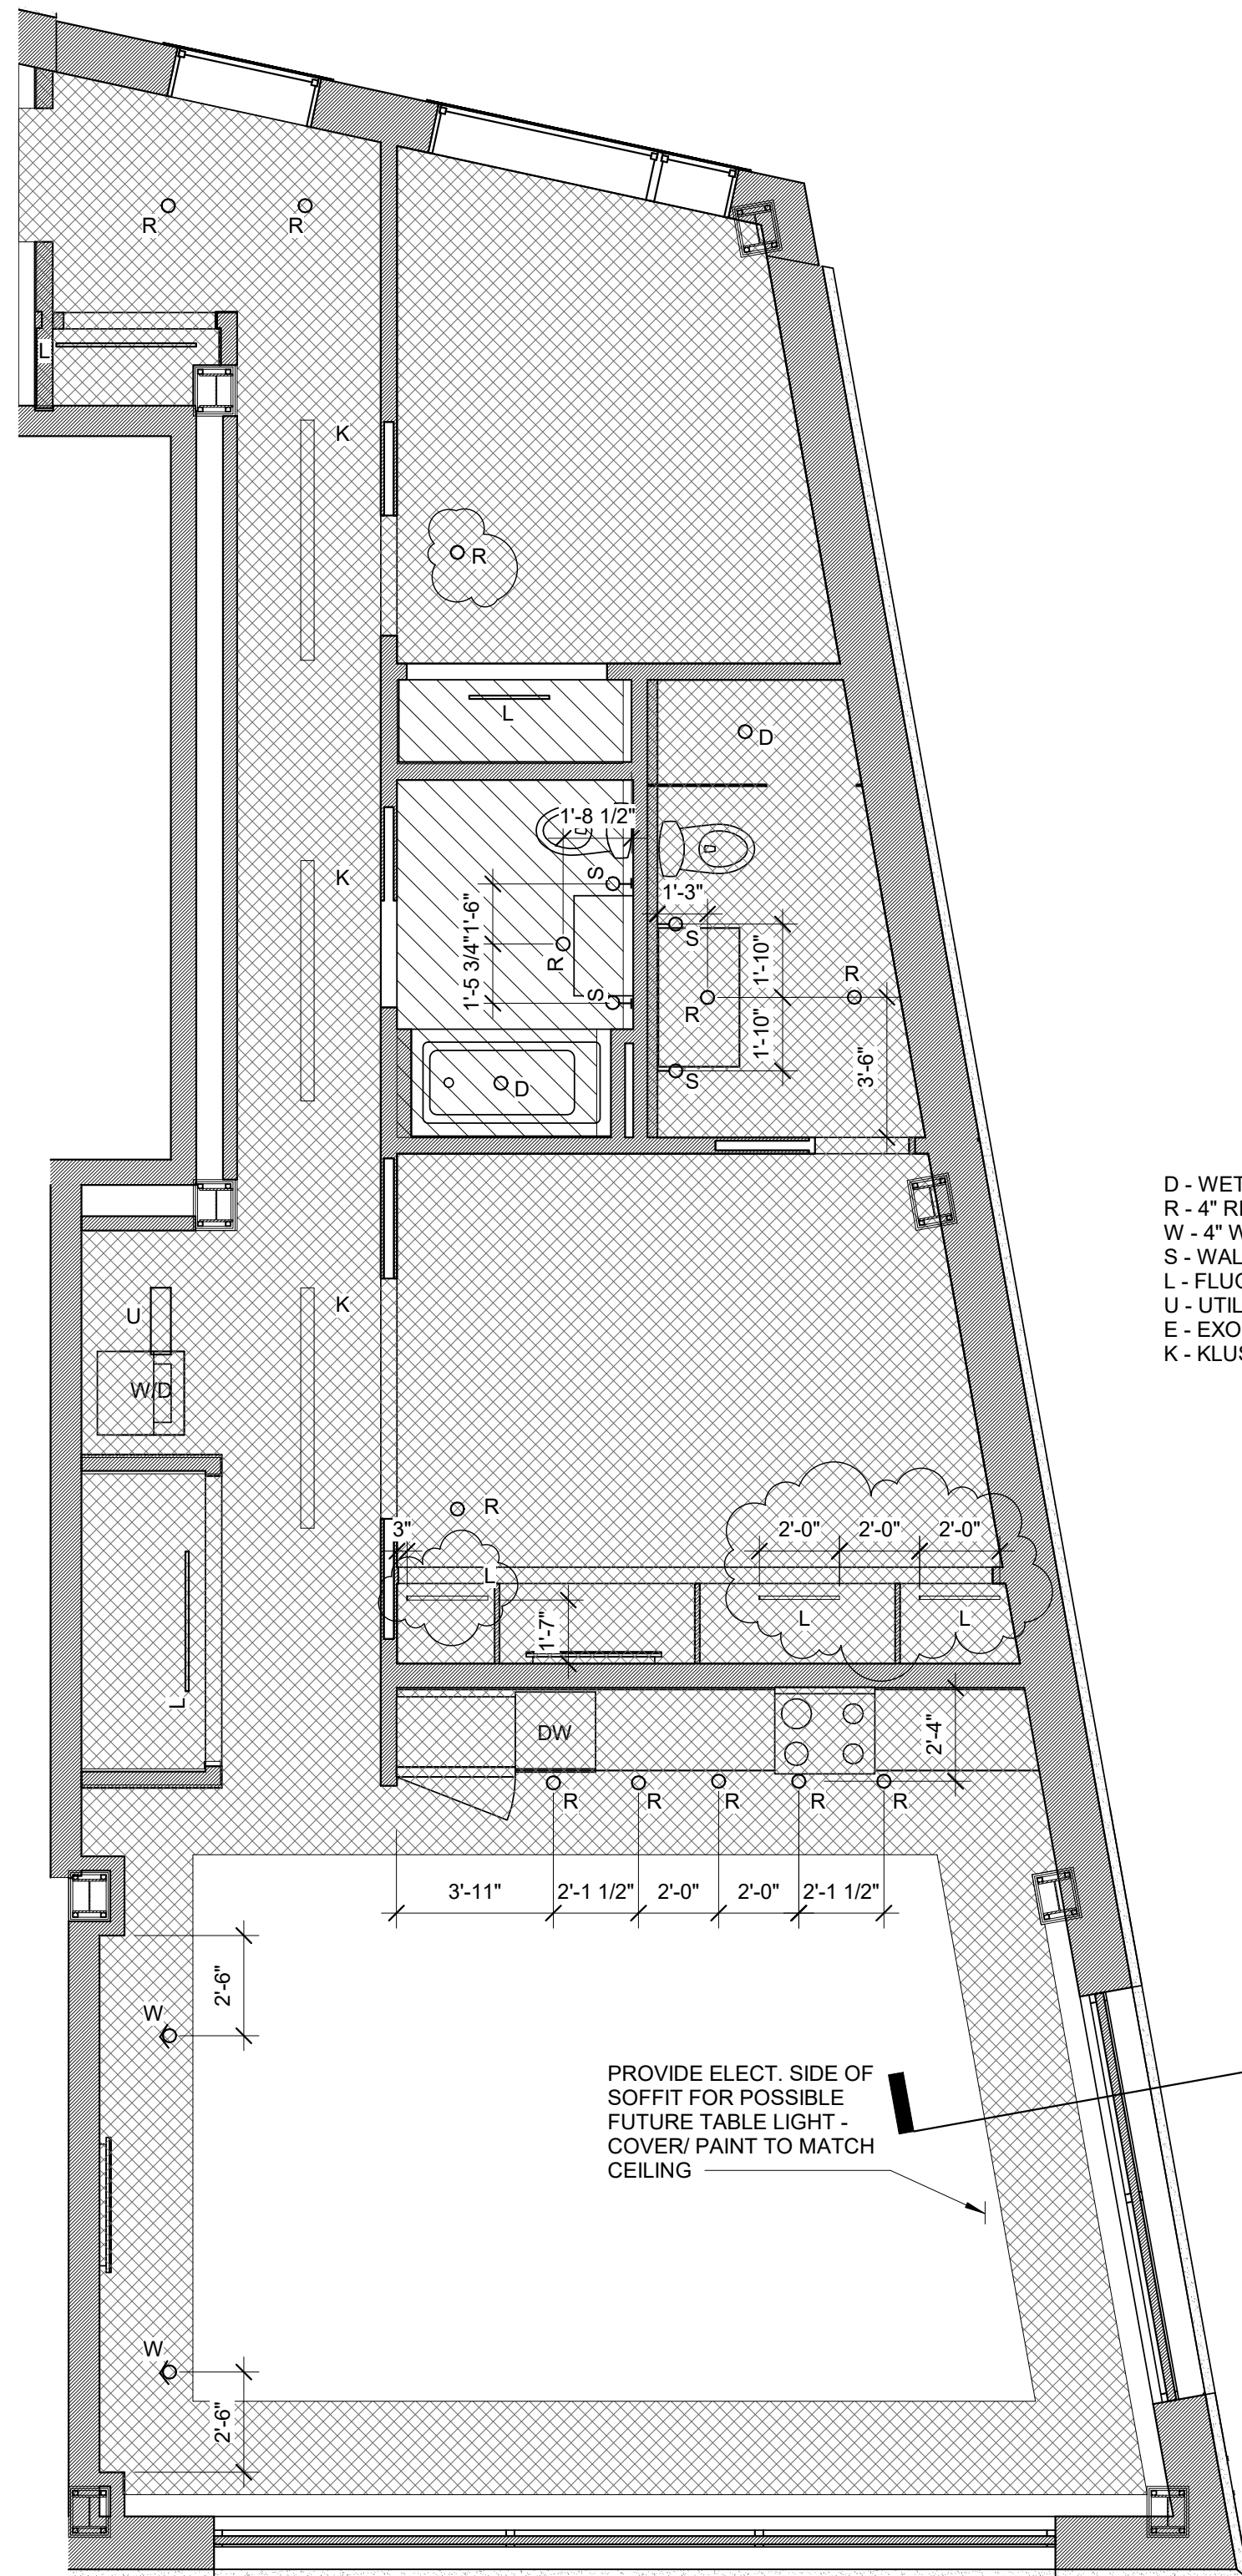 R
R
L
K
R
L
D
1'-8 1/2"
S
K
1'-6"
1'-3"
S
R
1'-5 3/4"
1'-10"
R
R
S
1'-10"
3'-6"
D
S
D - WET
R - 4"
W - 4"
S -
L -
U -
E -
K -
K
U
W/D
R
3"
2'-0"
2'-0"
2'-0"
L
1'-7"
L
L
L
DW
2'-4"
R
R
R
R
R
3'-11"
2'-1 1/2"
2'-0"
2'-0"
2'-1 1/2"
2'-6"
W
PROVIDE ELECT. SIDE OF
SOFFIT FOR POSSIBLE
FUTURE TABLE LIGHT -
COVER/ PAINT TO MATCH
CEILING
W
2'-6"